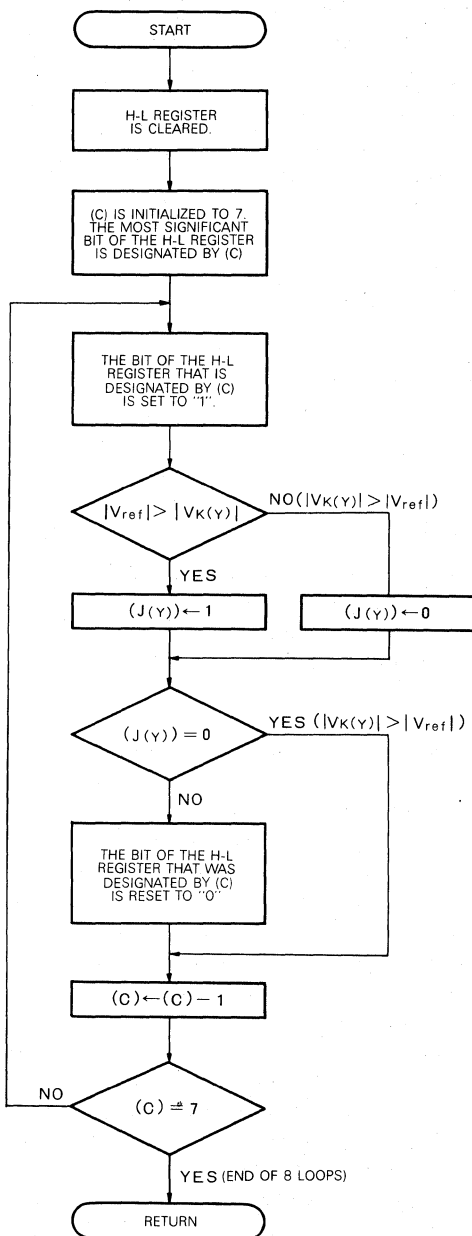 START
H-L REGISTER
IS CLEARED.
(C) IS INITIALIZED TO 7.
THE MOST SIGNIFICANT
BIT OF THE H-L REGISTER
IS DESIGNATED BY (C)
THE BIT OF THE H-L
REGISTER THAT IS
DESIGNATED BY (C)
IS SET TO "1".
|Vref|>|VK(Y)|
NO(|VK(Y)|>|Vref|)
YES
(J(Y))←1
(J(Y))←0
(J(Y))=0
YES (|VK(Y)|>|Vref|)
NO
THE BIT OF THE H-L
REGISTER THAT WAS
DESIGNATED BY (C)
IS RESET TO "0"
(C)←(C)−1
NO
(C) 7
YES (END OF 8 LOOPS)
RETURN